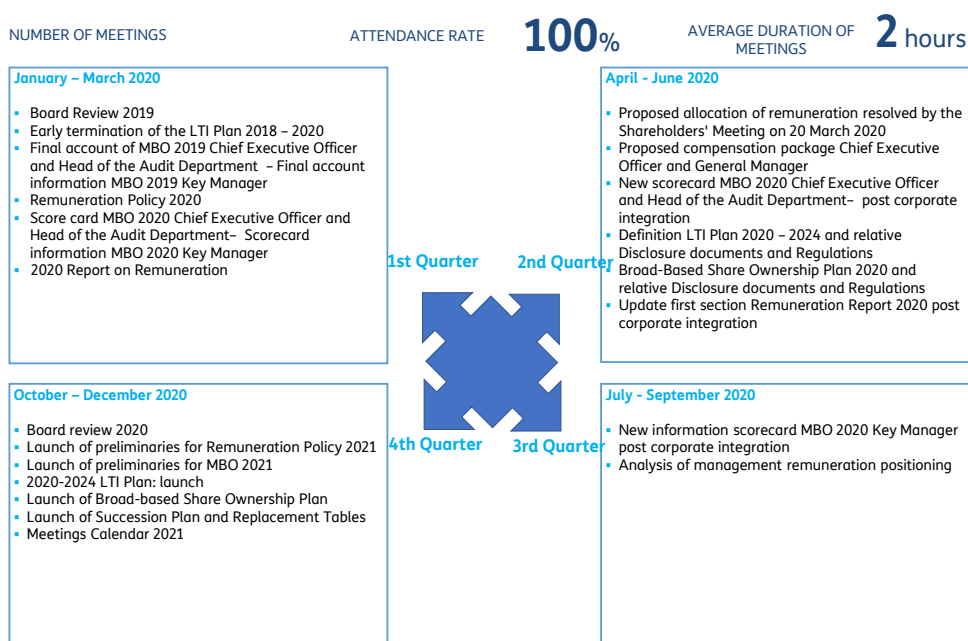 NUMBER OF MEETINGS
ATTENDANCE RATE
100%
AVERAGE DURATION OF
MEETINGS
2 hours
January – March 2020
▪ Board Review 2019
▪ Early termination of the LTI Plan 2018 – 2020
▪ Final account of MBO 2019 Chief Executive Officer
and Head of the Audit Department – Final account
information MBO 2019 Key Manager
▪ Remuneration Policy 2020
▪ Score card MBO 2020 Chief Executive Officer and
Head of the Audit Department– Scorecard
information MBO 2020 Key Manager
▪ 2020 Report on Remuneration
April - June 2020
▪ Proposed allocation of remuneration resolved by the
Shareholders' Meeting on 20 March 2020
▪ Proposed compensation package Chief Executive
Officer and General Manager
▪ New scorecard MBO 2020 Chief Executive Officer
and Head of the Audit Department– post corporate
integration
▪ Definition LTI Plan 2020 – 2024 and relative
Disclosure documents and Regulations
▪ Broad-Based Share Ownership Plan 2020 and
relative Disclosure documents and Regulations
▪ Update first section Remuneration Report 2020 post
corporate integration
1st Quarter
2nd Quarter
4th Quarter
3rd Quarter
October – December 2020
▪ Board review 2020
▪ Launch of preliminaries for Remuneration Policy 2021
▪ Launch of preliminaries for MBO 2021
▪ 2020-2024 LTI Plan: launch
▪ Launch of Broad-based Share Ownership Plan
▪ Launch of Succession Plan and Replacement Tables
▪ Meetings Calendar 2021
July - September 2020
▪ New information scorecard MBO 2020 Key Manager
post corporate integration
▪ Analysis of management remuneration positioning